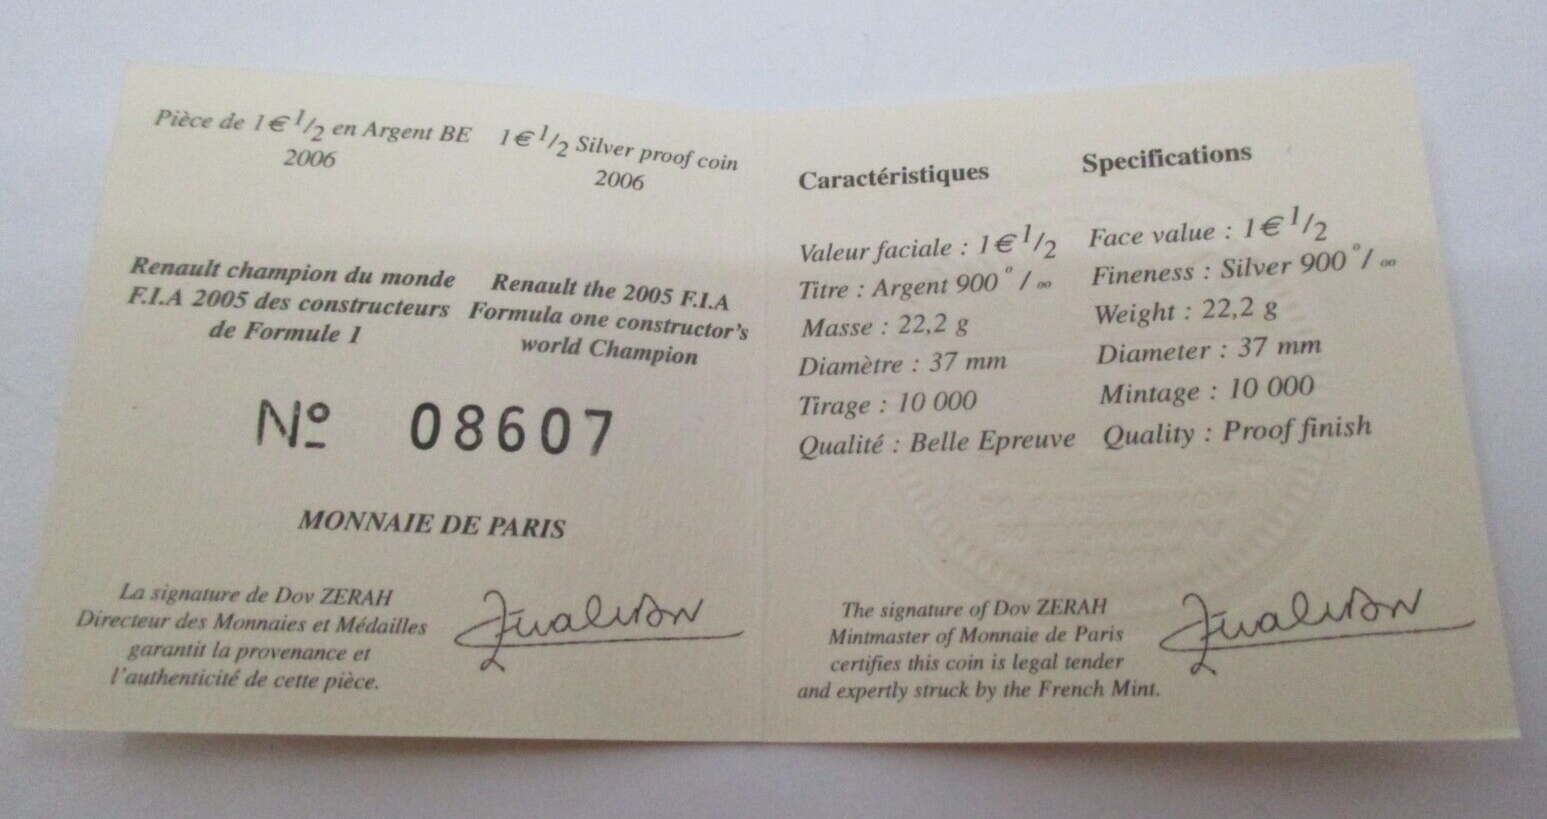 Pièce de 1€ 1/2 en Argent BE
2006
1€ 1/2 Silver proof coin
2006
Renault champion du monde
F.I.A 2005 des constructeurs
de Formule 1
Renault the 2005 F.I.A
Formula one constructor's
world Champion
Nº 08607
MONNAIE DE PARIS
La signature de Dov ZERAH
Directeur des Monnaies et Médailles
garantit la provenance et
l'authenticité de cette pièce.
Caractéristiques
Valeur faciale : 1€ 1/2
Titre : Argent 900 °/ₒₒ
Masse : 22,2 g
Diamètre : 37 mm
Tirage : 10 000
Qualité : Belle Epreuve
Specifications
Face value : 1€ 1/2
Fineness : Silver 900 °/ₒₒ
Weight : 22,2 g
Diameter : 37 mm
Mintage : 10 000
Quality : Proof finish
The signature of Dov ZERAH
Mintmaster of Monnaie de Paris
certifies this coin is legal tender
and expertly struck by the French Mint.